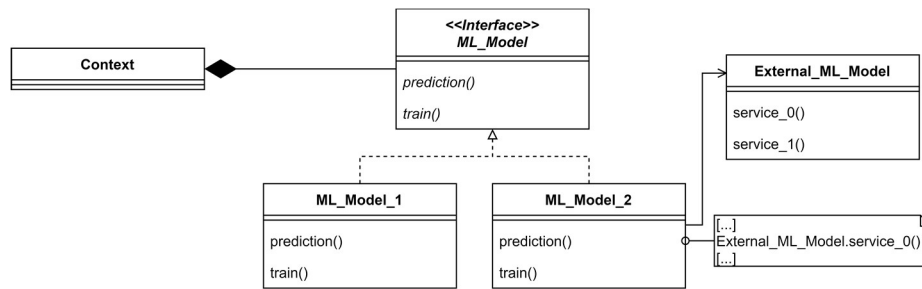 <<Interface>>
ML_Model
prediction()
train()
Context
External_ML_Model
service_0()
service_1()
ML_Model_1
prediction()
train()
ML_Model_2
prediction()
train()
[...]
External_ML_Model.service_0()
[...]